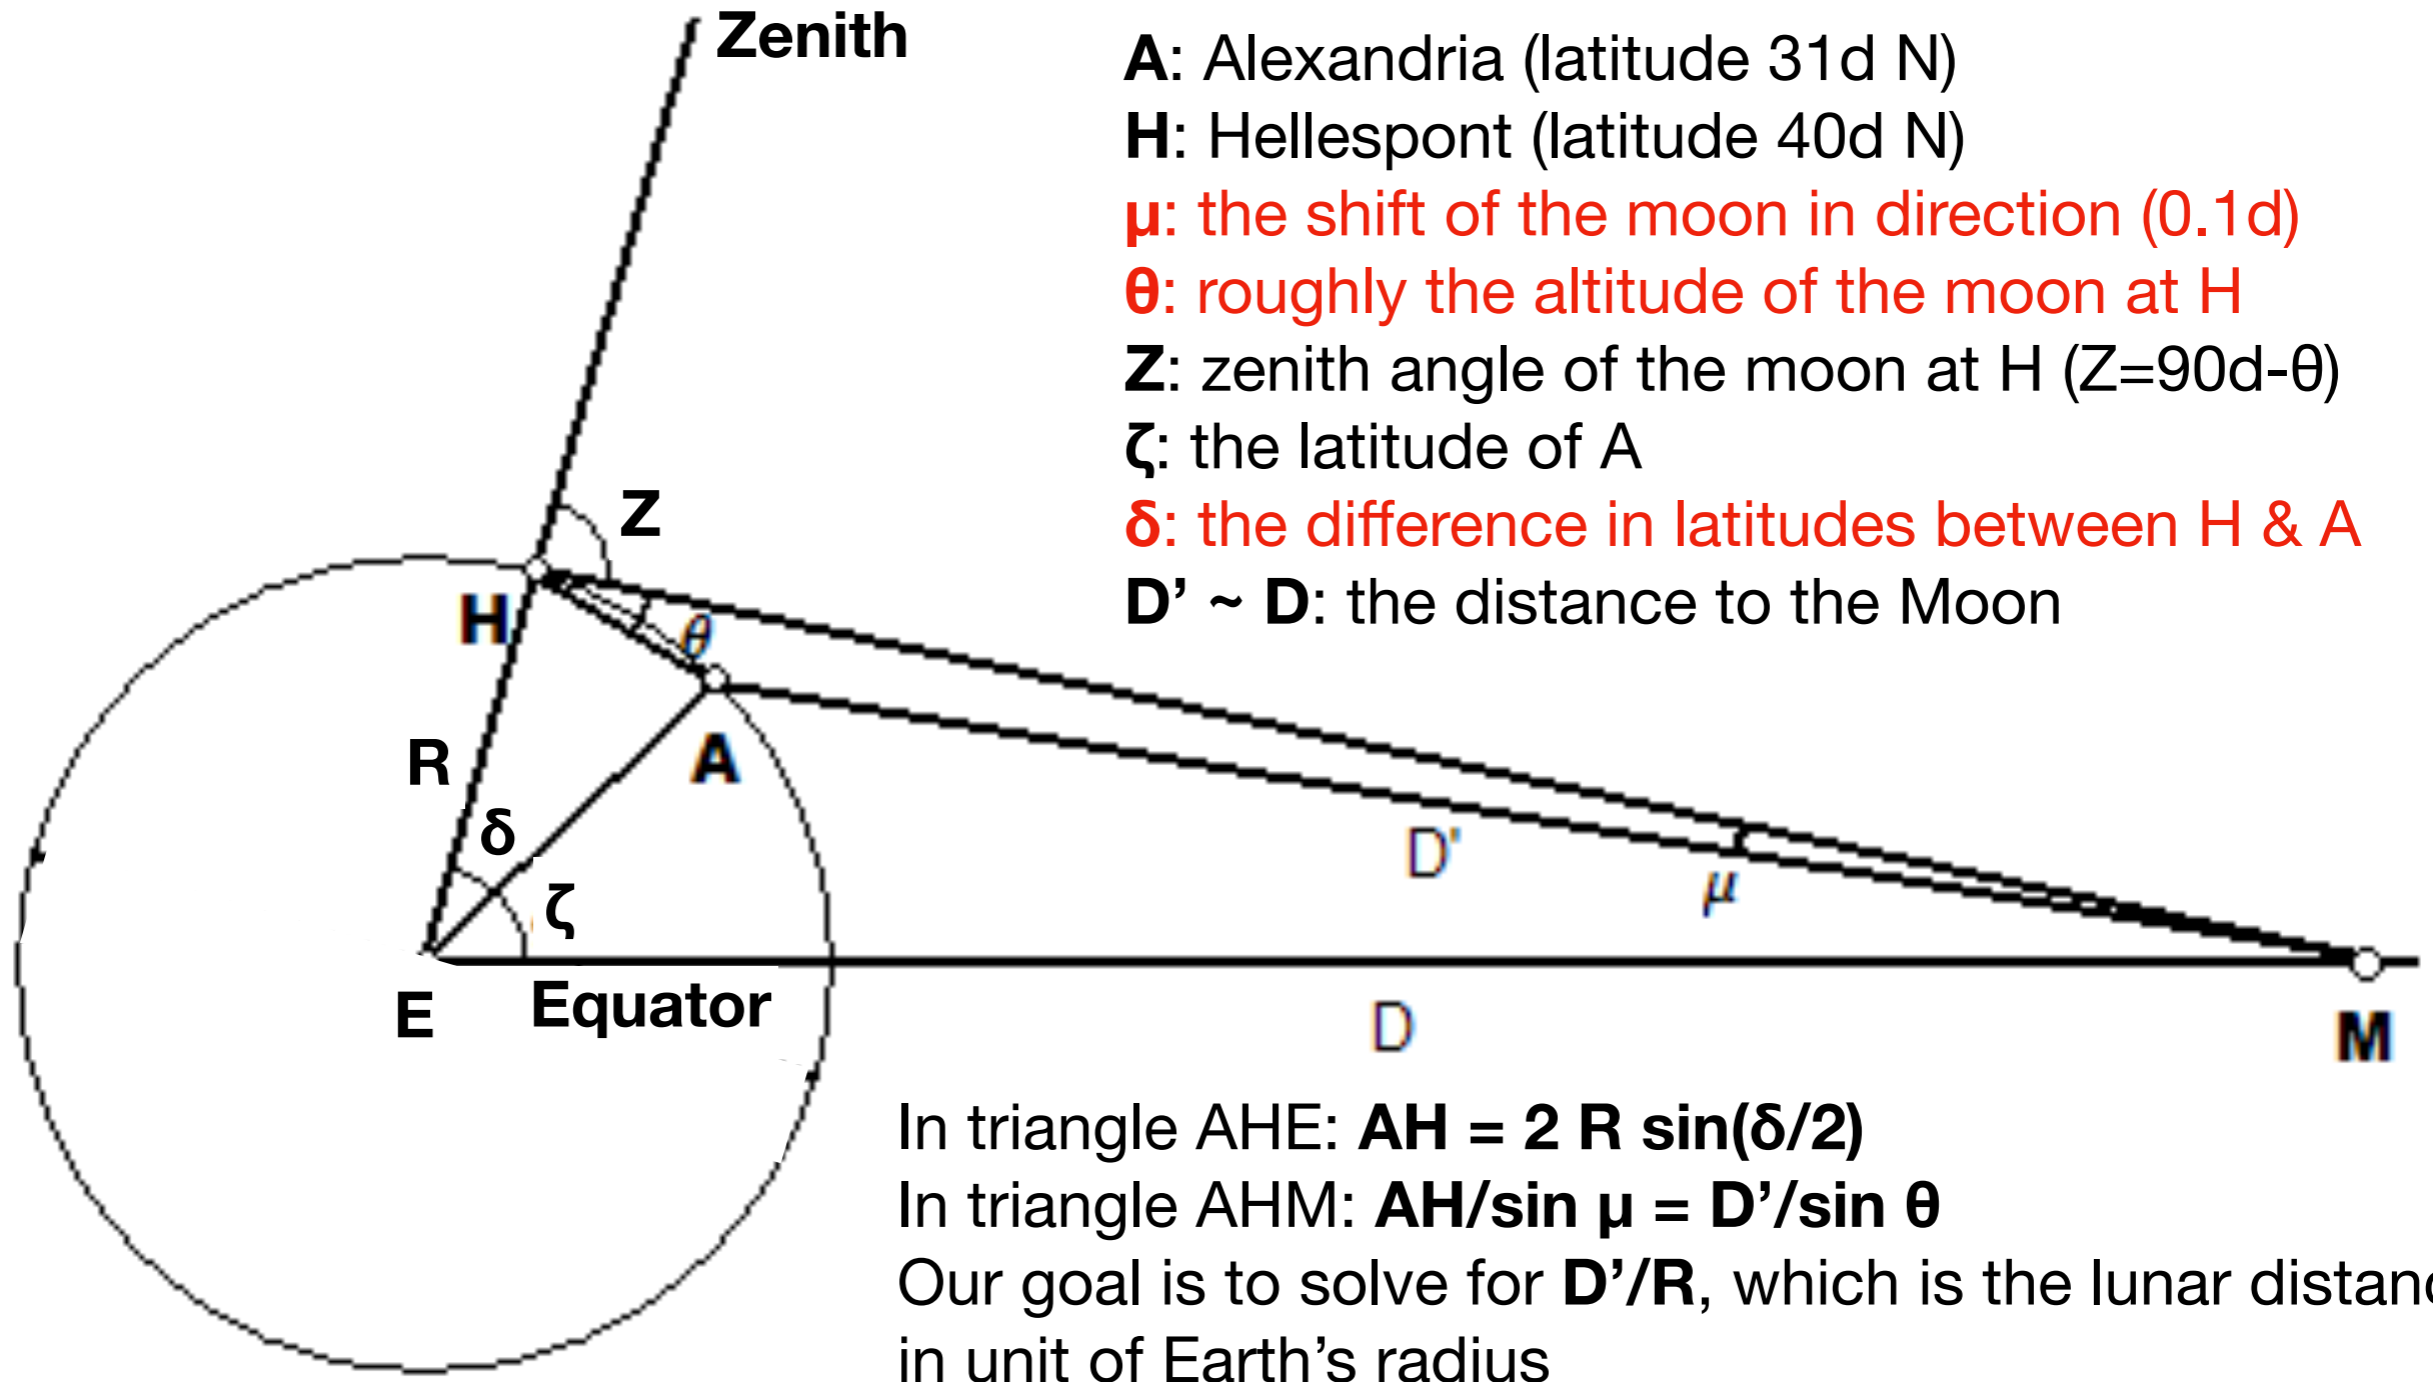 Zenith
A: Alexandria (latitude 31d N)
H: Hellespont (latitude 40d N)
μ: the shift of the moon in direction (0.1d)
θ: roughly the altitude of the moon at H
Z: zenith angle of the moon at H (Z=90d-θ)
ζ: the latitude of A
δ: the difference in latitudes between H & A
D’ ~ D: the distance to the Moon
Z
H
θ
A
R
δ
D'
μ
ζ
E
Equator
D
M
In triangle AHE: AH = 2 R sin(δ/2)
In triangle AHM: AH/sin μ = D’/sin θ
Our goal is to solve for D’/R, which is the lunar distanc
in unit of Earth’s radius